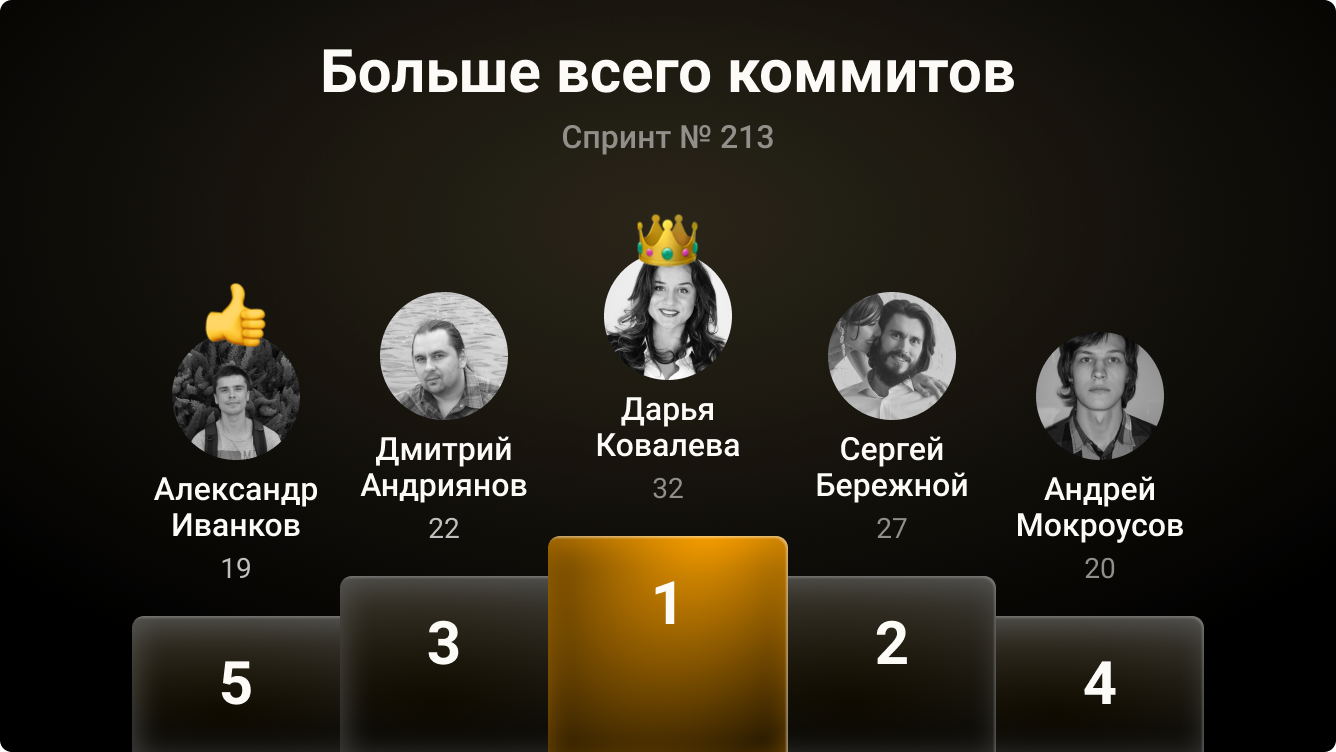 Больше всего коммитов
Спринт № 213
Александр
Иванков
19
5
Дмитрий
Андриянов
22
3
Дарья
Ковалева
32
1
Сергей
Бережной
27
2
Андрей
Мокроусов
20
4